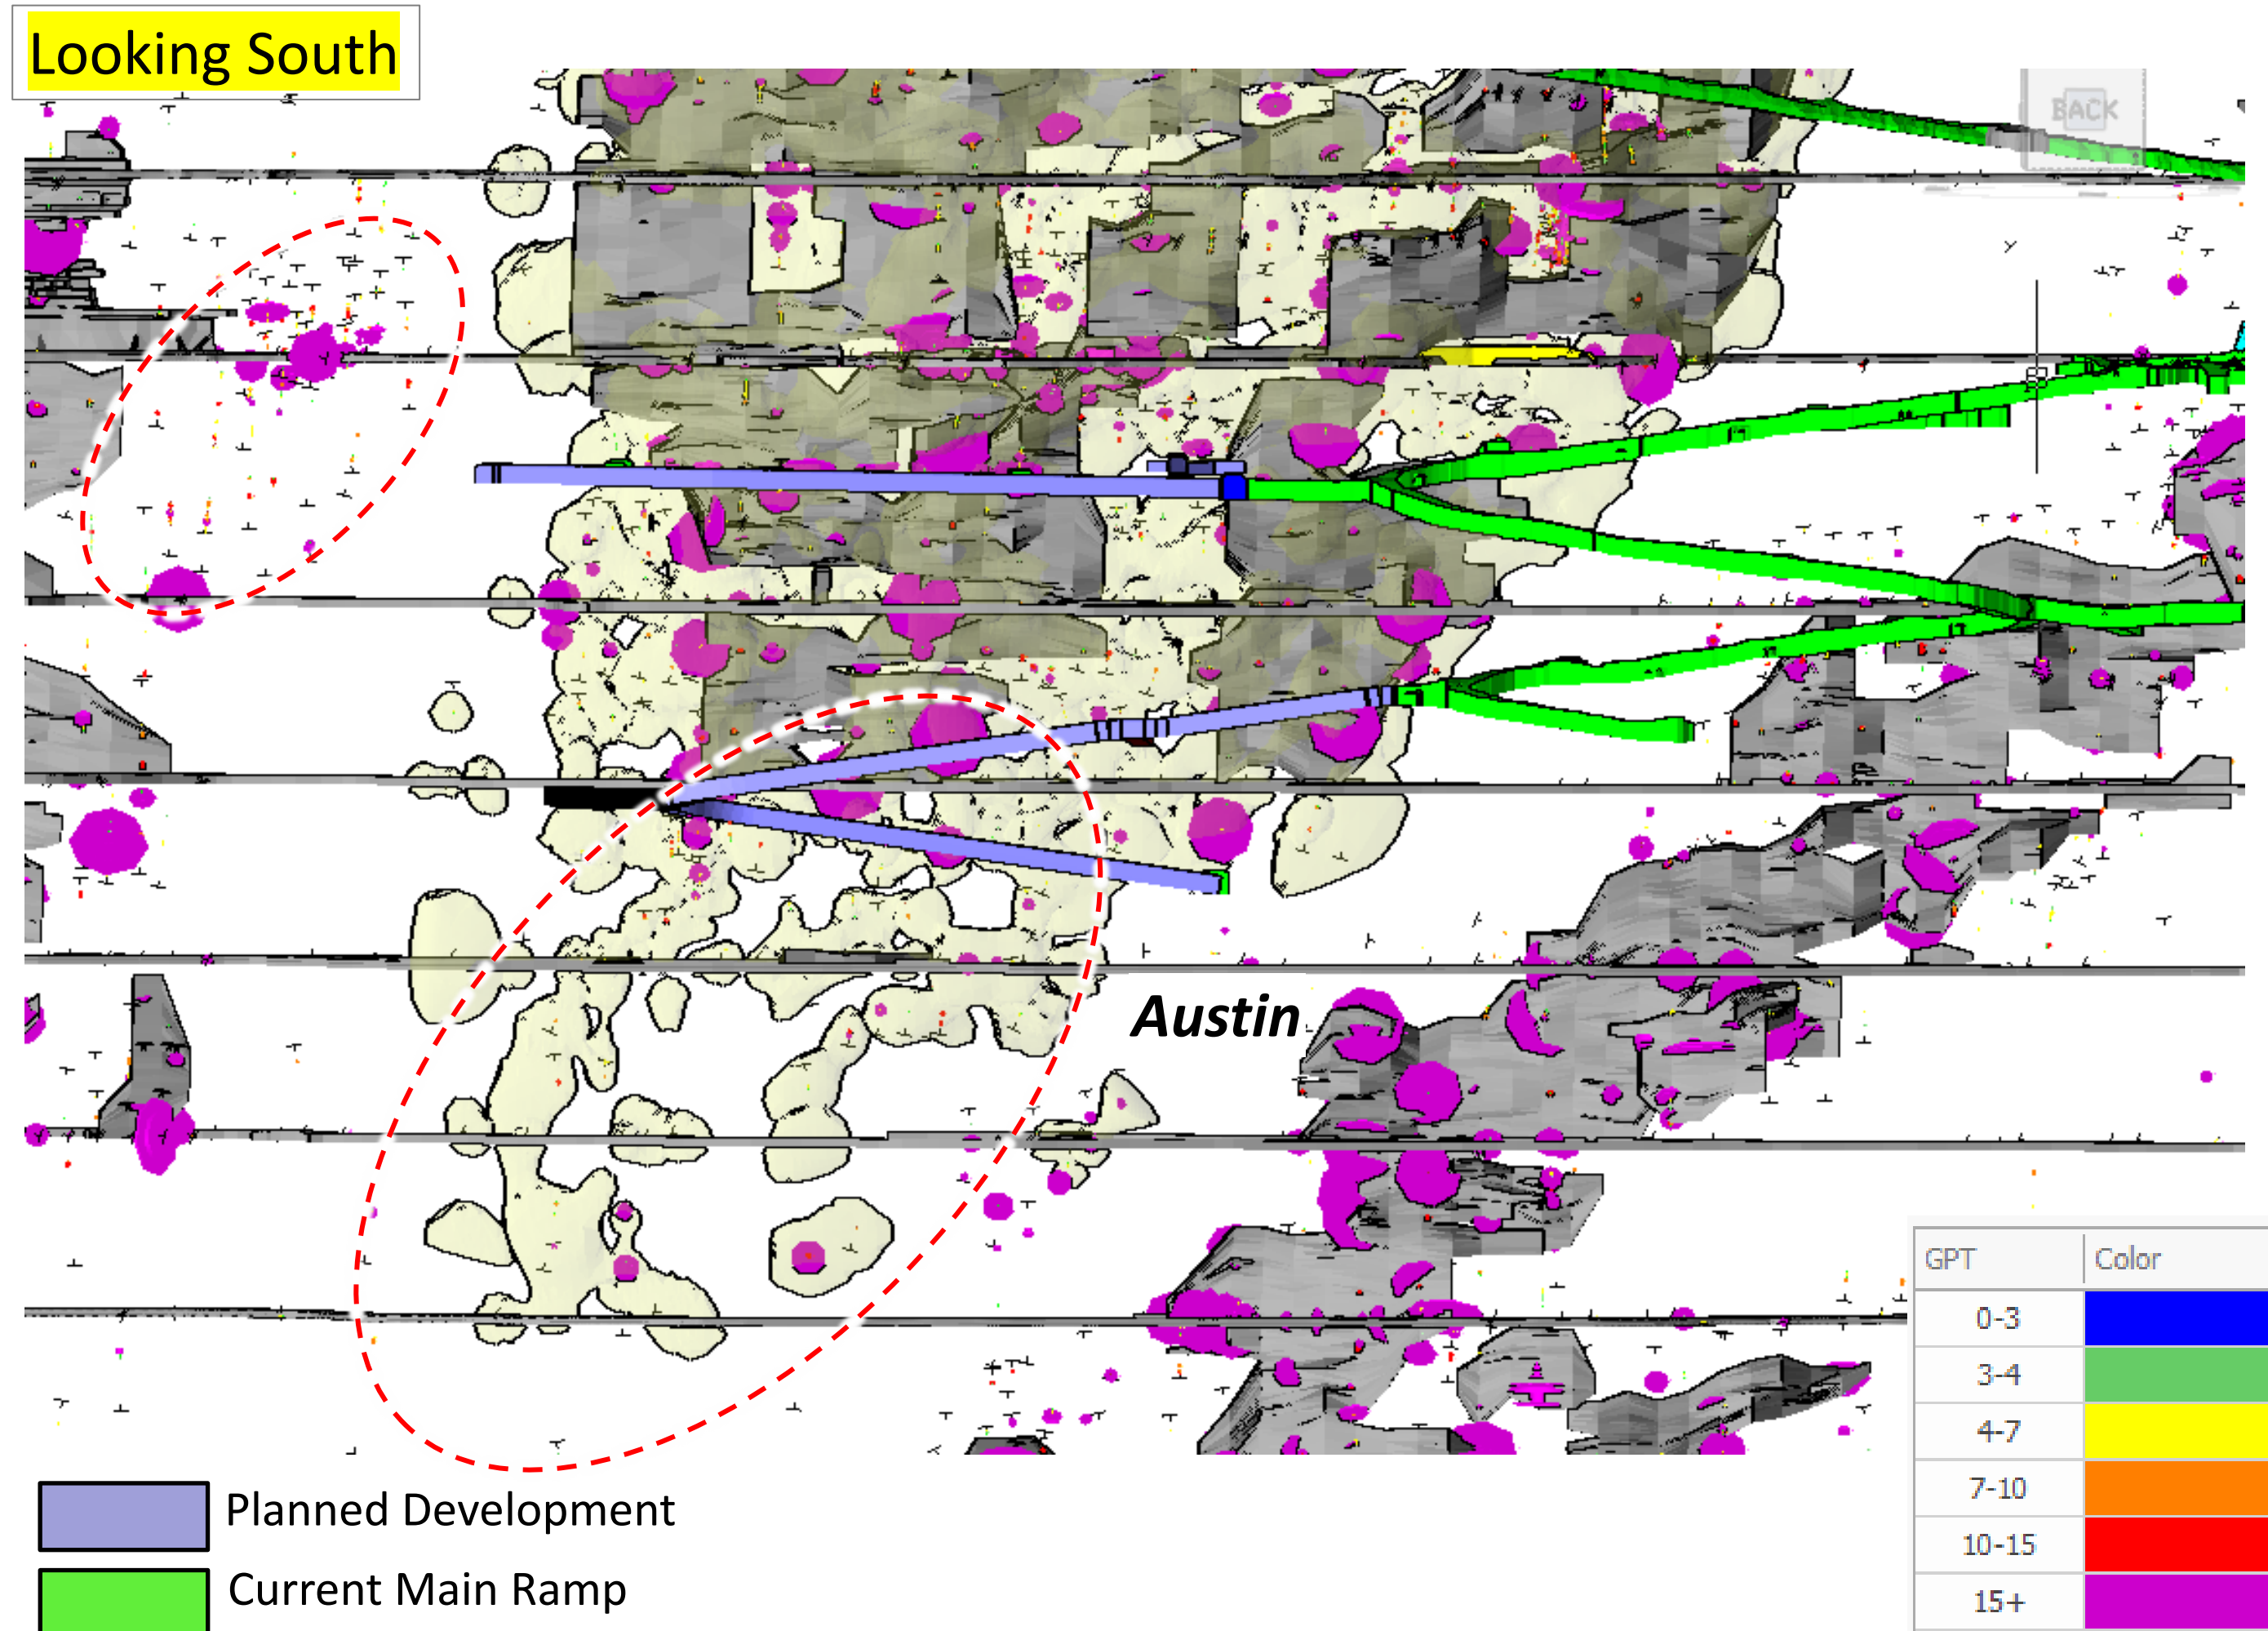 Looking South
BACK
Austin
GPT Color
0-3
3-4
4-7
7-10
10-15
15+
Planned Development
Current Main Ramp